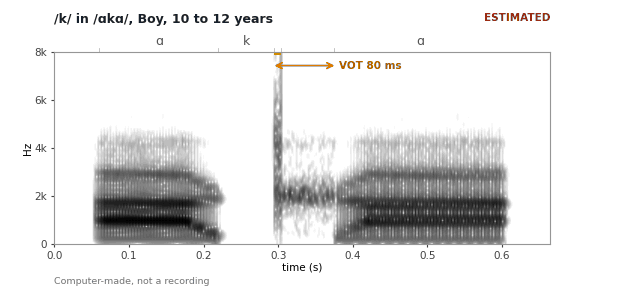 /k/ in /ɑkɑ/, Boy, 10 to 12 years
ESTIMATED
ɑ k ɑ
VOT 80 ms
8k
6k
4k
2k
0
Hz
0.0 0.1 0.2 0.3 0.4 0.5 0.6
time (s)
Computer-made, not a recording